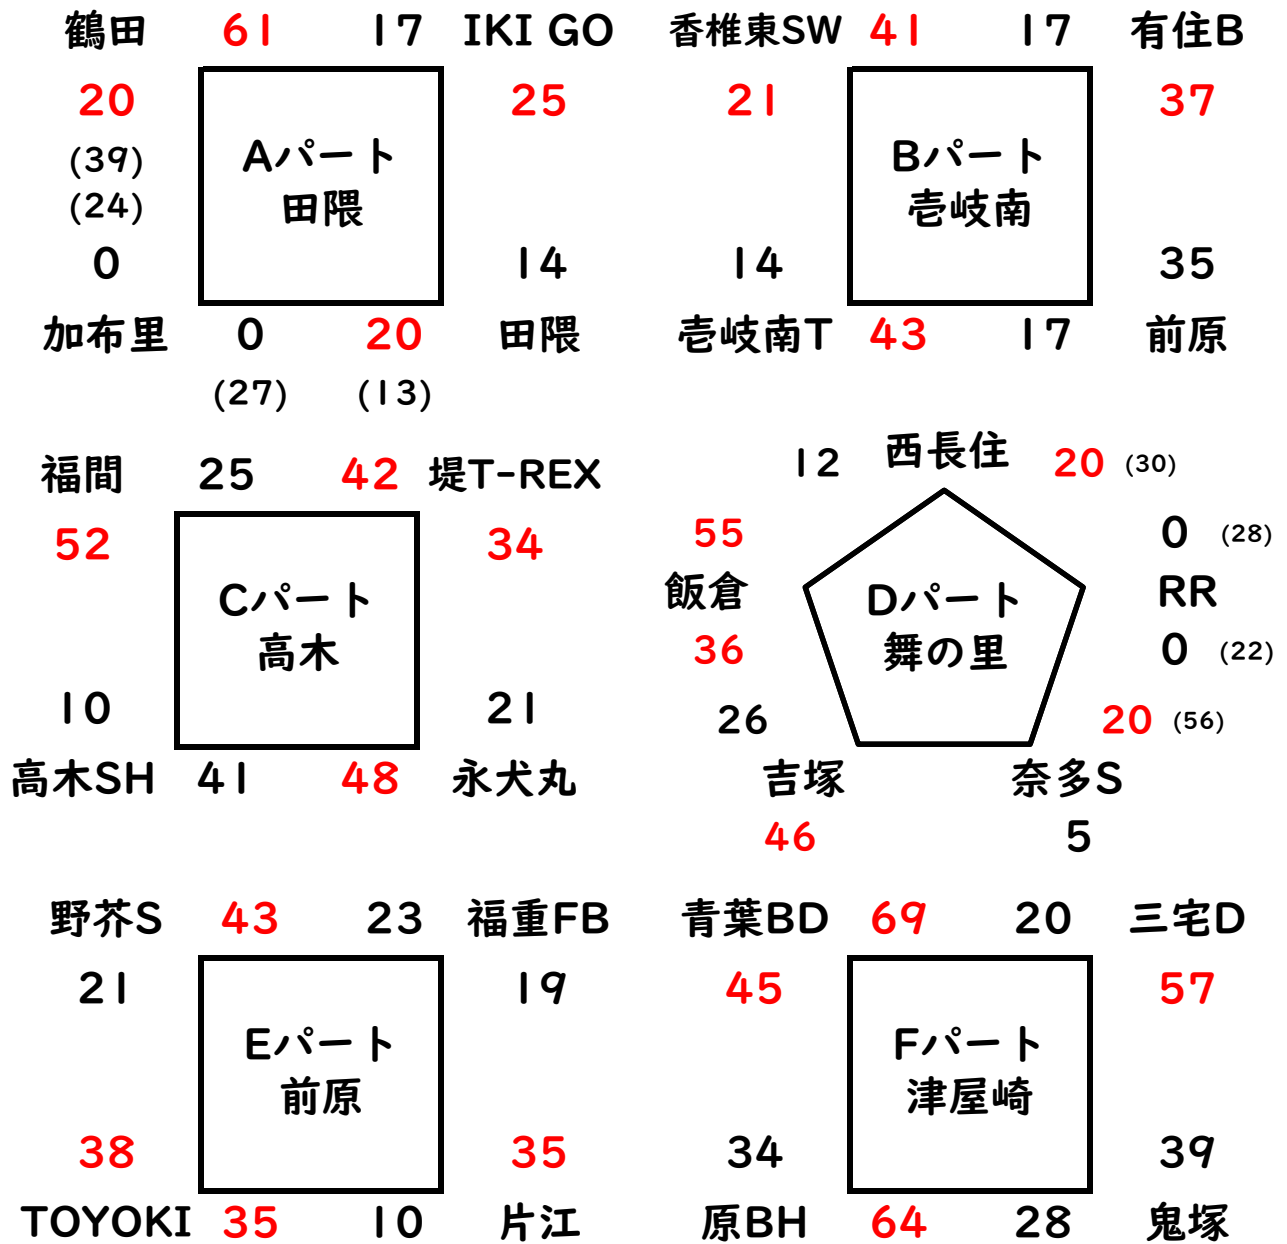 鶴田 61 17 IKI GO
20 25
(39)
(24)
Aパート
田隈
0 14
加布里 0 20 田隈
(27) (13)
香椎東SW 41 17 有住B
21 37
Bパート
壱岐南
14 35
壱岐南T 43 17 前原
福間 25 42 堤T-REX
52 34
Cパート
高木
10 21
高木SH 41 48 永犬丸
12 西長住 20 (30)
55 0 (28)
飯倉 RR
Dパート
舞の里
36 0 (22)
26 20 (56)
吉塚 奈多S
46 5
野芥S 43 23 福重FB
21 19
Eパート
前原
38 35
TOYOKI 35 10 片江
青葉BD 69 20 三宅D
45 57
Fパート
津屋崎
34 39
原BH 64 28 鬼塚